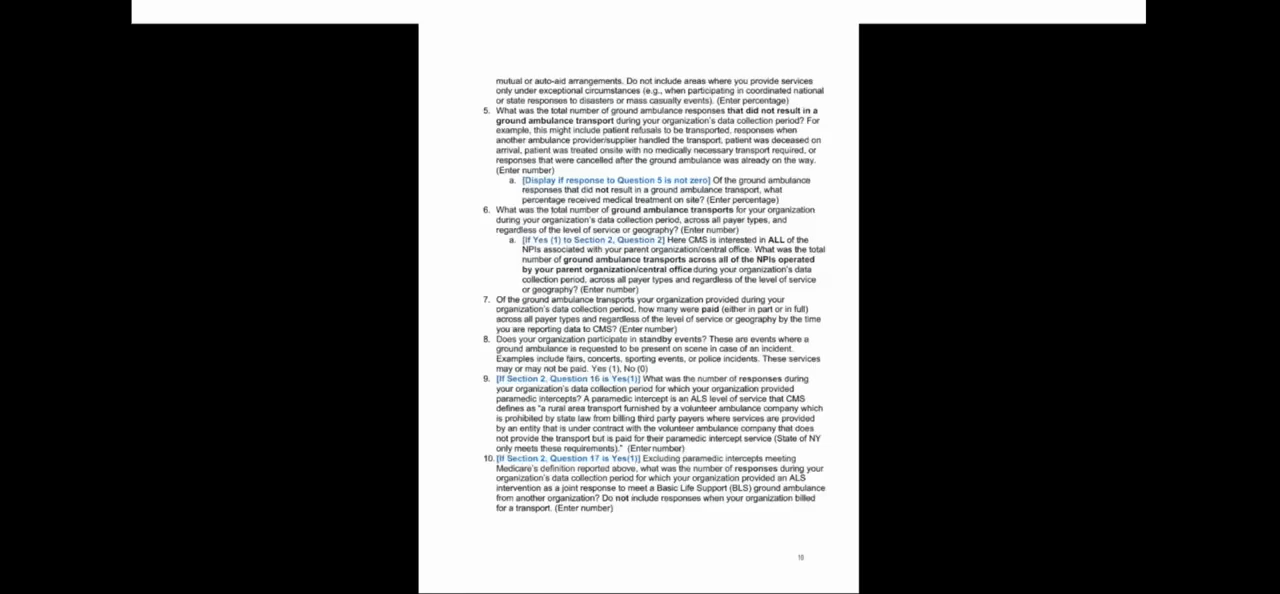 mutual or auto-aid arrangements. Do not include areas where you provide services
only under exceptional circumstances (e.g., when participating in coordinated national
or state responses to disasters or mass casualty events). (Enter percentage)
5. What was the total number of ground ambulance responses that did not result in a
ground ambulance transport during your organization's data collection period? For
example, this might include patient refusals to be transported, responses when
another ambulance provider/supplier handled the transport, patient was deceased on
arrival, patient was treated onsite with no medically necessary transport required, or
responses that were cancelled after the ground ambulance was already on the way.
(Enter number)
a. [Display if response to Question 5 is not zero] Of the ground ambulance
responses that did not result in a ground ambulance transport, what
percentage received medical treatment on site? (Enter percentage)
6. What was the total number of ground ambulance transports for your organization
during your organization's data collection period, across all payer types, and
regardless of the level of service or geography? (Enter number)
a. [If Yes (1) to Section 2, Question 2] Here CMS is interested in ALL of the
NPIs associated with your parent organization/central office. What was the total
number of ground ambulance transports across all of the NPIs operated
by your parent organization/central office during your organization's data
collection period, across all payer types and regardless of the level of service
or geography? (Enter number)
7. Of the ground ambulance transports your organization provided during your
organization's data collection period, how many were paid (either in part or in full)
across all payer types and regardless of the level of service or geography by the time
you are reporting data to CMS? (Enter number)
8. Does your organization participate in standby events? These are events where a
ground ambulance is requested to be present on scene in case of an incident.
Examples include fairs, concerts, sporting events, or police incidents. These services
may or may not be paid. Yes (1), No (0)
9. [If Section 2, Question 16 is Yes(1)] What was the number of responses during
your organization's data collection period for which your organization provided
paramedic intercepts? A paramedic intercept is an ALS level of service that CMS
defines as "a rural area transport furnished by a volunteer ambulance company which
is prohibited by state law from billing third party payers where services are provided
by an entity that is under contract with the volunteer ambulance company that does
not provide the transport but is paid for their paramedic intercept service (State of NY
only meets these requirements)." (Enter number)
10. [If Section 2, Question 17 is Yes(1)] Excluding paramedic intercepts meeting
Medicare's definition reported above, what was the number of responses during your
organization's data collection period for which your organization provided an ALS
intervention as a joint response to meet a Basic Life Support (BLS) ground ambulance
from another organization? Do not include responses when your organization billed
for a transport. (Enter number)